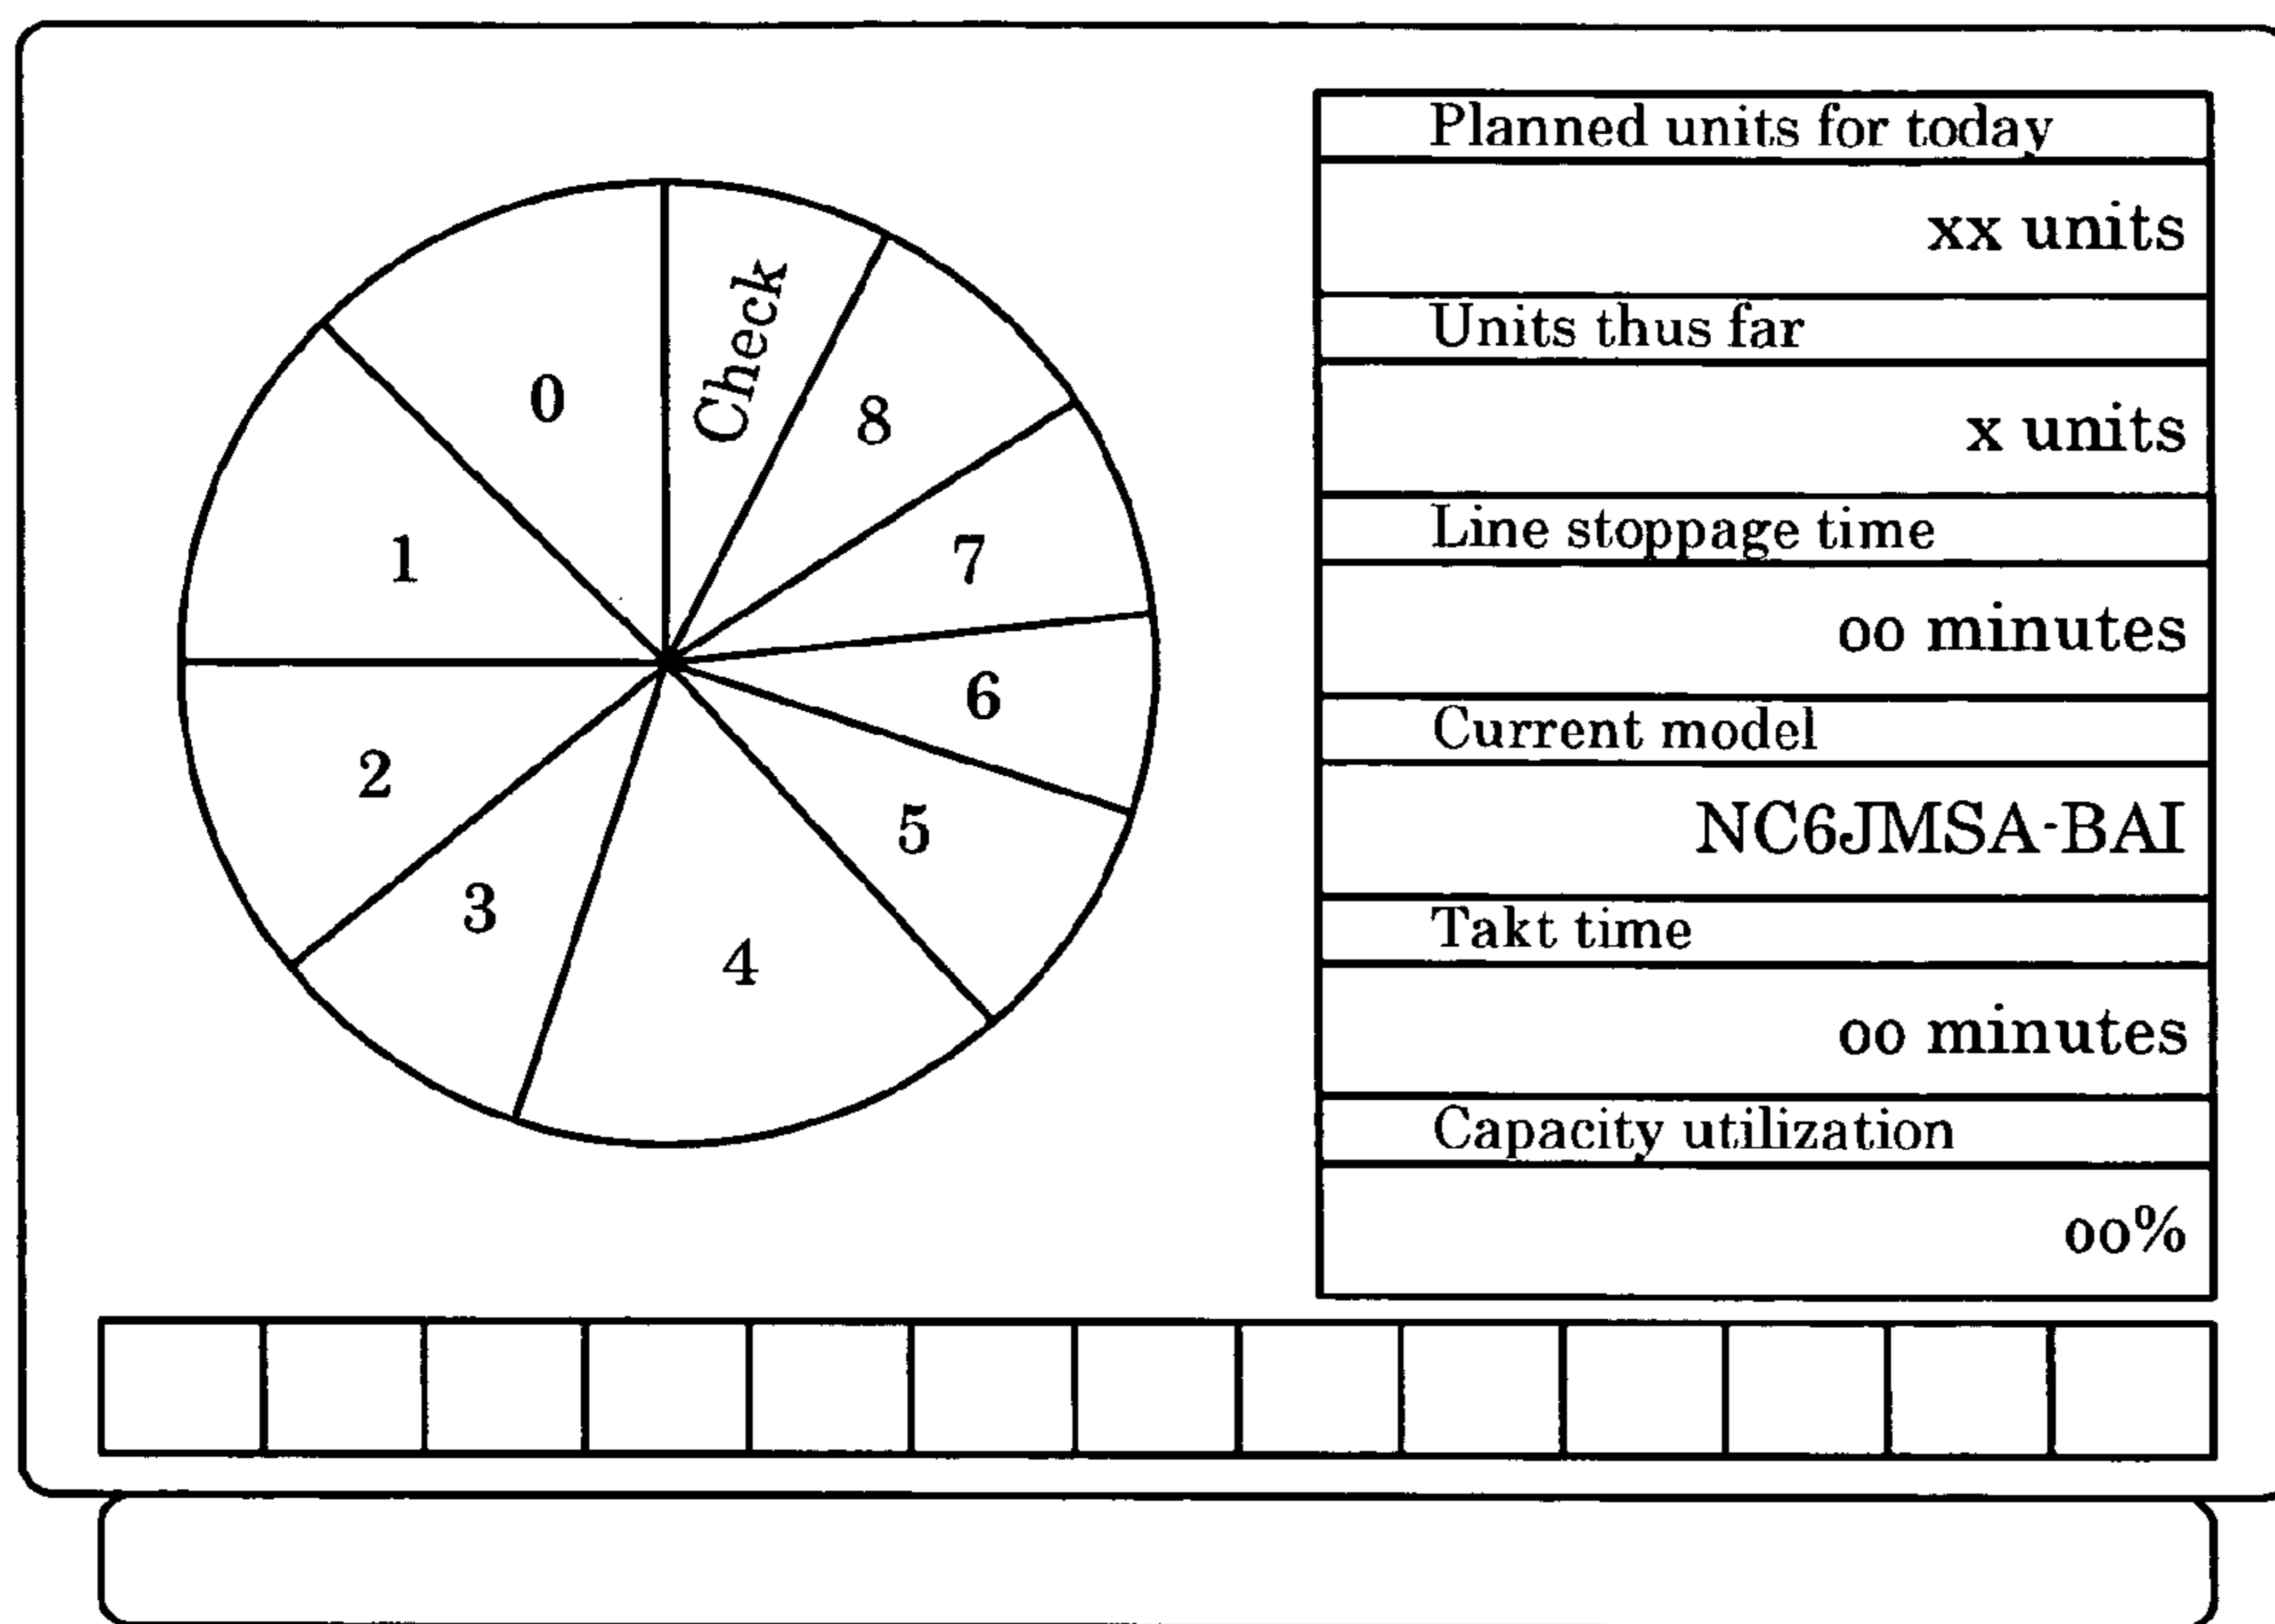 Check
0
8
1
7
6
2
5
3
4
Planned units for today
xx units
Units thus far
x units
Line stoppage time
oo minutes
Current model
NC6JMSA-BAI
Takt time
oo minutes
Capacity utilization
oo%